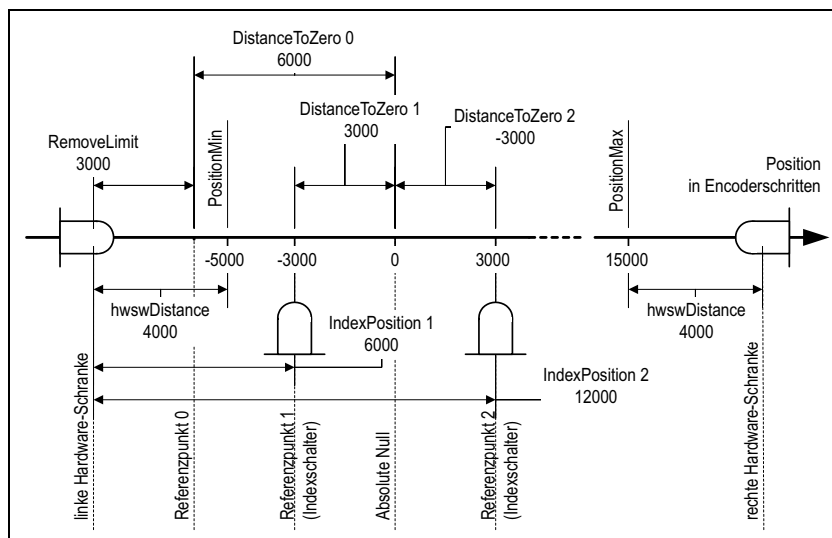 DistanceToZero 0
6000
DistanceToZero 1
3000
DistanceToZero 2
-3000
RemoveLimit
3000
PositionMin
PositionMax
Position
in Encoderschritten
-5000
-3000
0
3000
15000
hwswDistance
4000
hwswDistance
4000
IndexPosition 1
6000
IndexPosition 2
12000
linke Hardware-Schranke
Referenzpunkt 0
Referenzpunkt 1
(Indexschalter)
Absolute Null
Referenzpunkt 2
(Indexschalter)
rechte Hardware-Schranke